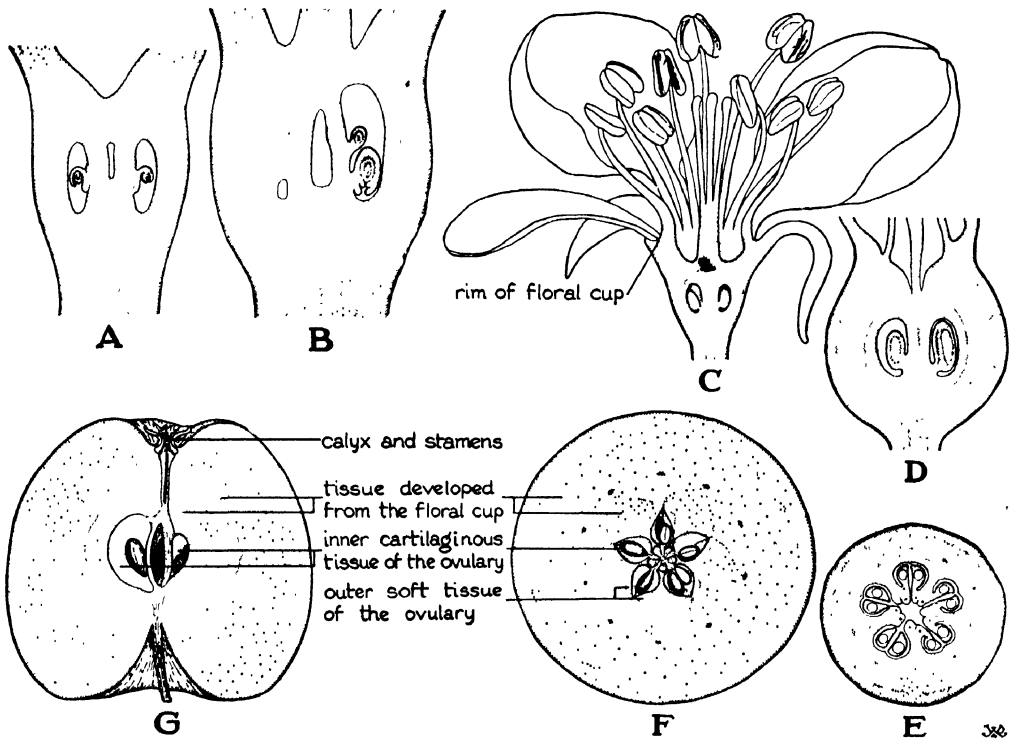 A
B
rim of floral cup
C
D
calyx and stamens
tissue developed
from the floral cup
inner cartilaginous
tissue of the ovulary
outer soft tissue
of the ovulary
G
F
E